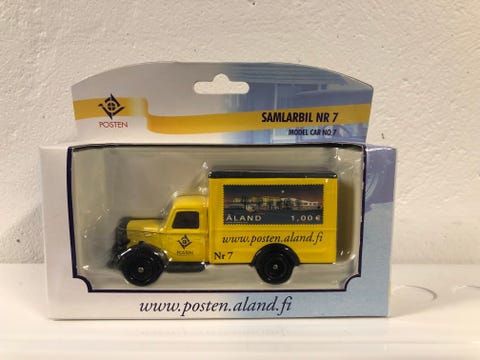 POSTEN
SAMLARBIL NR 7
MODEL CAR NO 7
ÅLAND 1,00 €
www.posten.aland.fi
POSTEN
Nr 7
www.posten.aland.fi